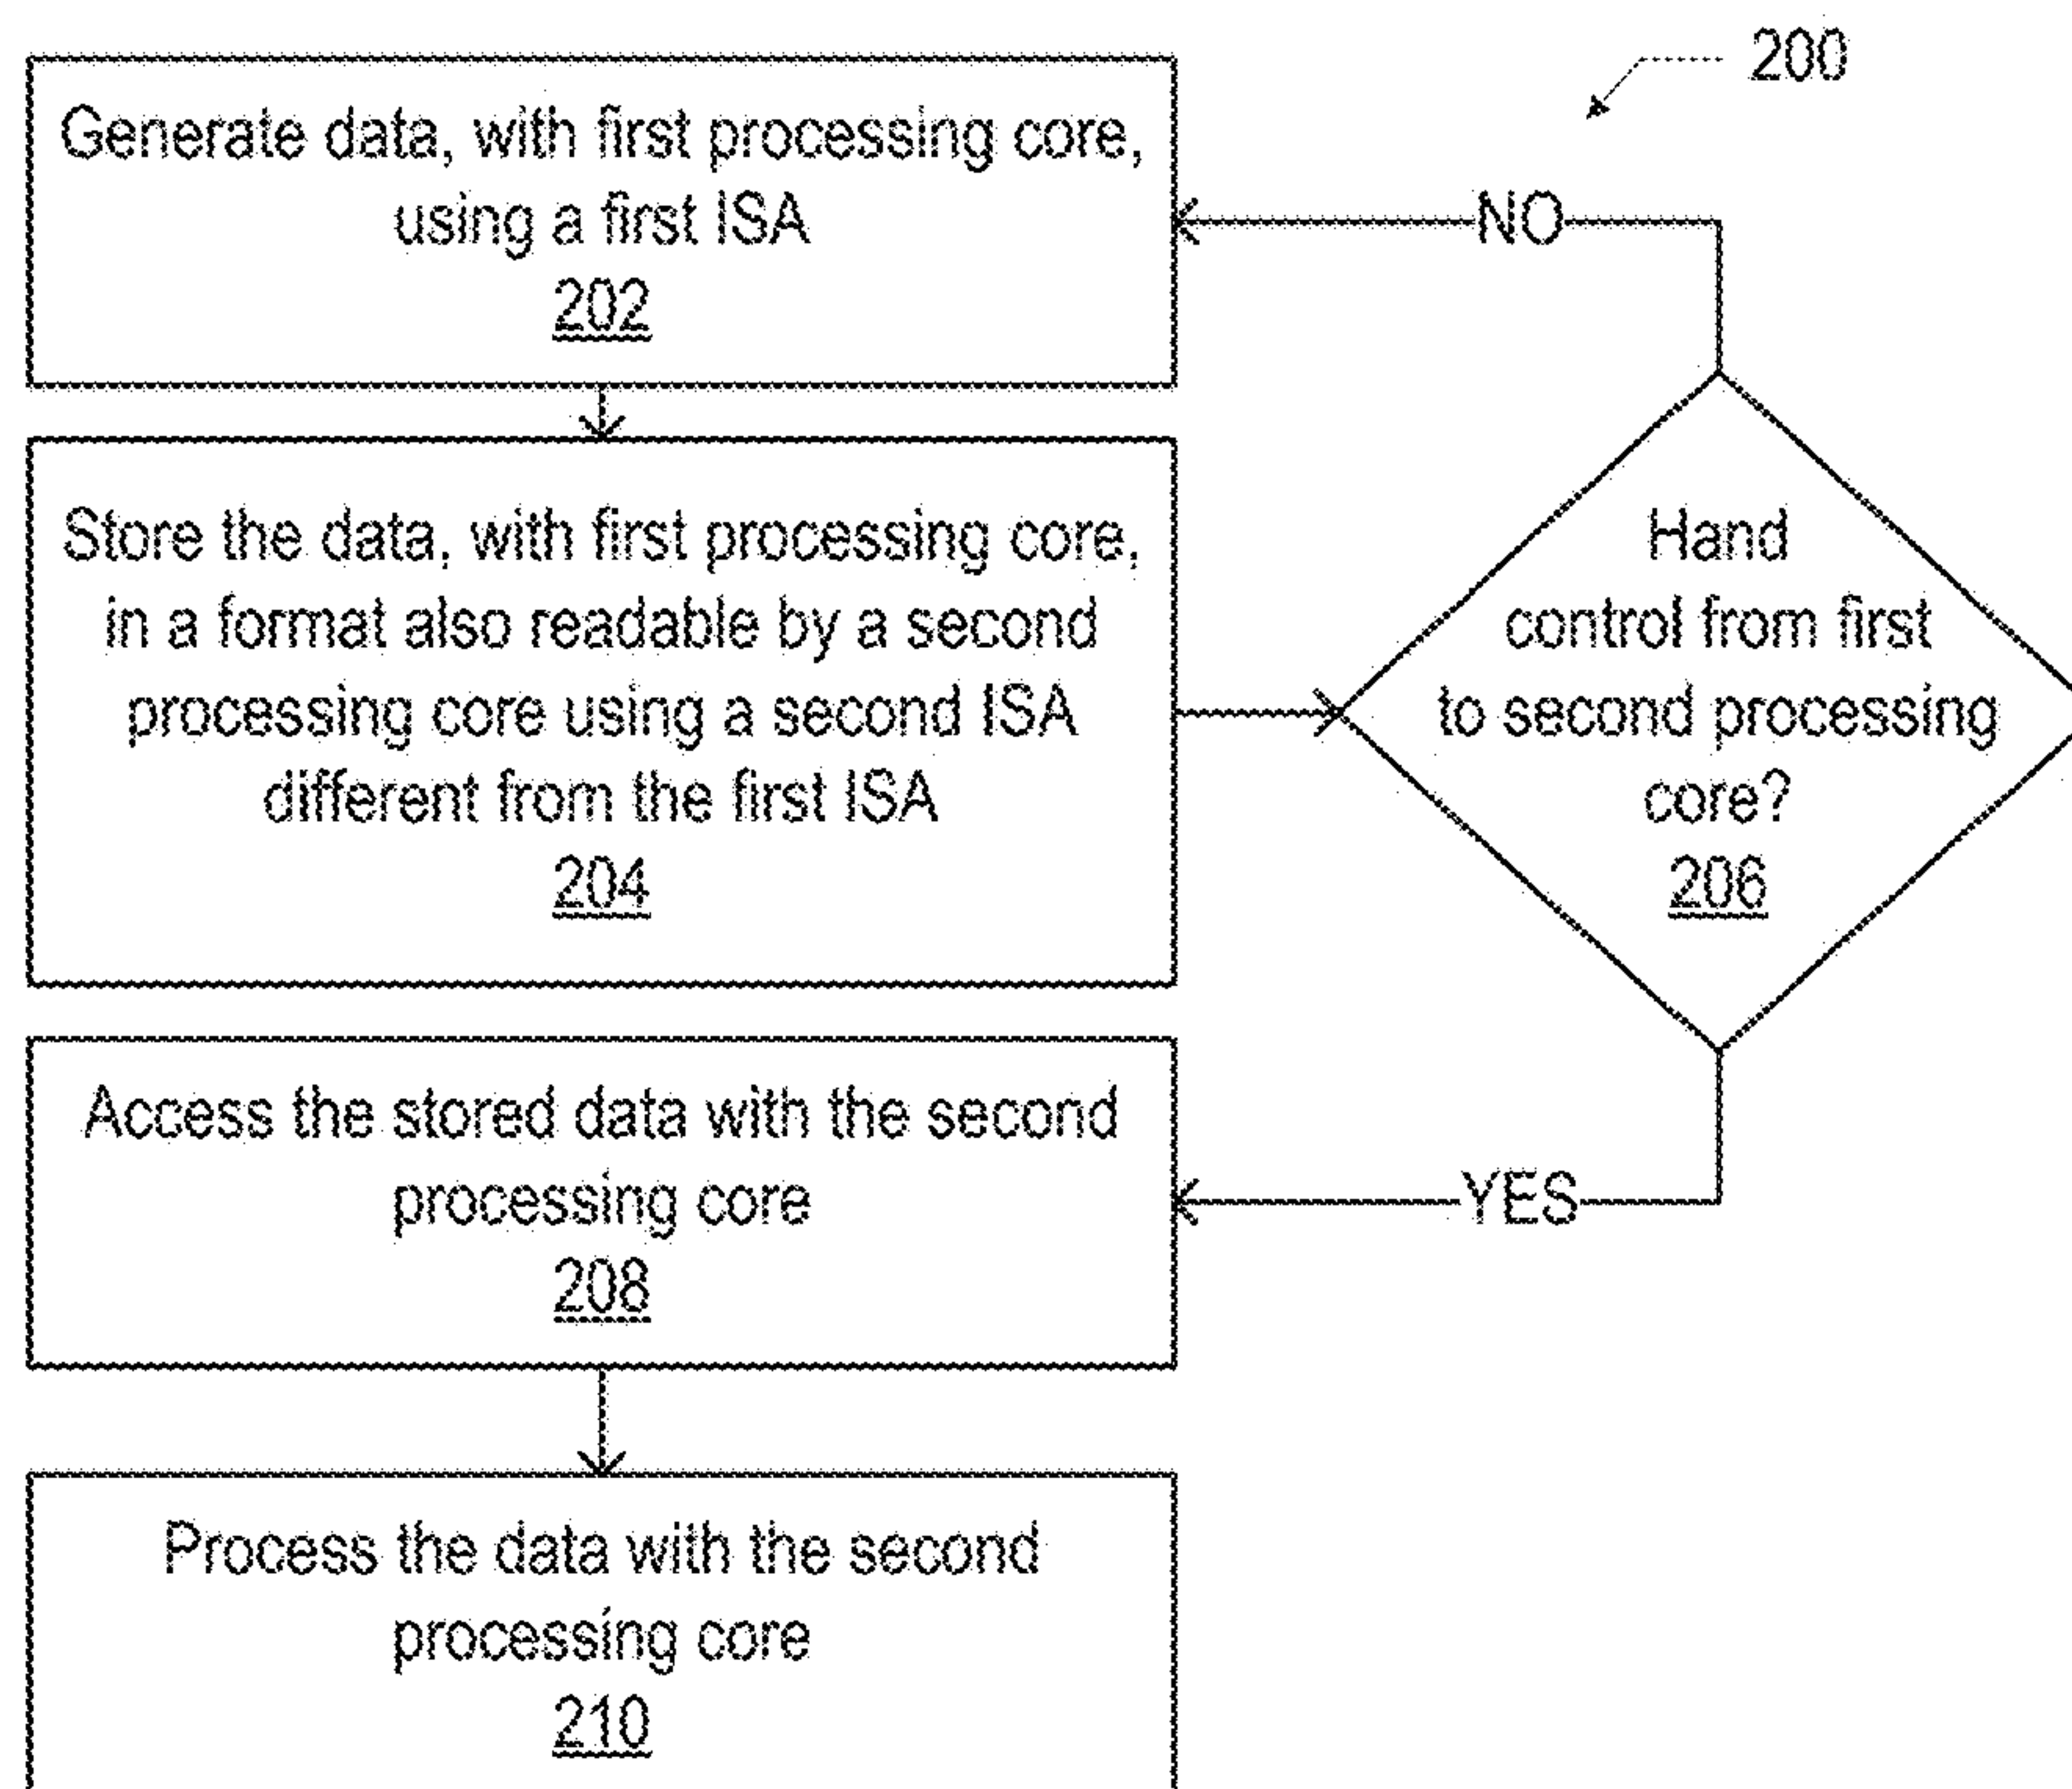 200
Generate data, with first processing core,
using a first ISA
202
NO
Store the data, with first processing core,
in a format also readable by a second
processing core using a second ISA
different from the first ISA
204
Hand
control from first
to second processing
core?
206
YES
Access the stored data with the second
processing core
208
Process the data with the second
processing core
210